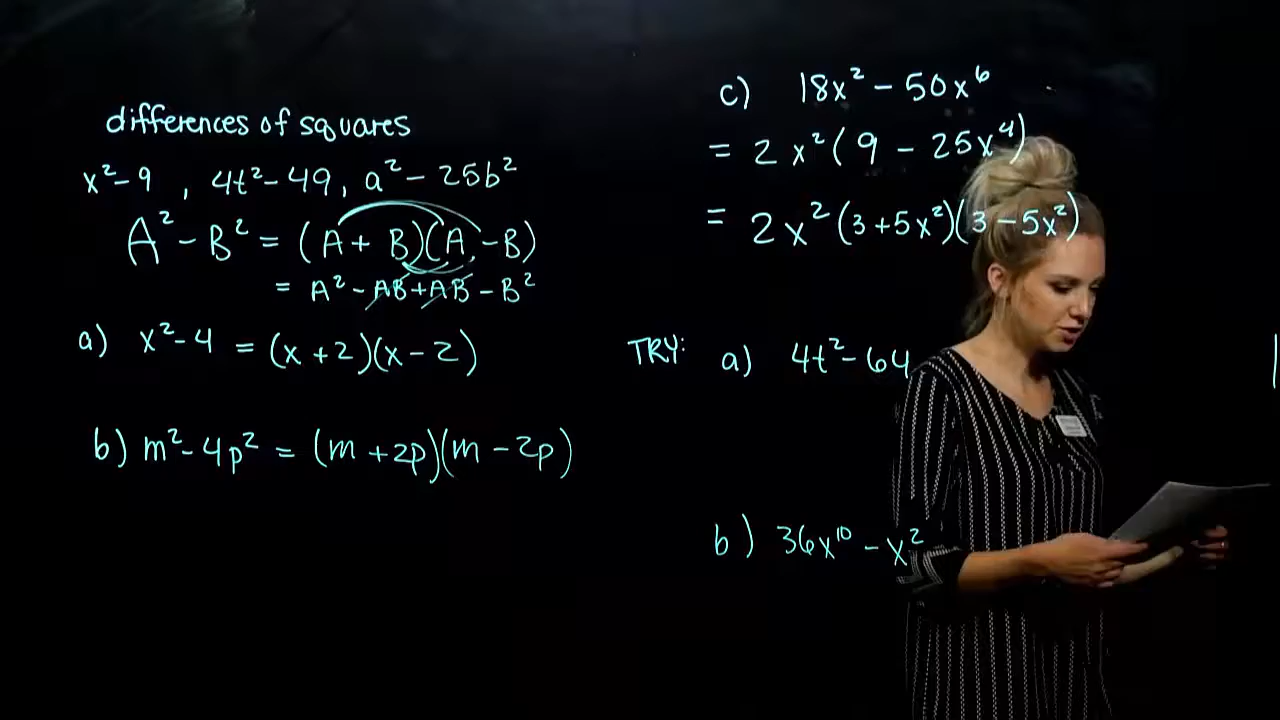 differences of squares
x² - 9 , 4t² - 49, a² - 25b²
A² - B² = (A + B)(A - B)
= A² - AB + AB - B²
a) x² - 4 = (x + 2)(x - 2)
b) m² - 4p² = (m + 2p)(m - 2p)
c) 18x² - 50x⁶
= 2x²(9 - 25x⁴)
= 2x²(3 + 5x²)(3 - 5x²)
TRY: a) 4t² - 64
b) 36x¹⁰ - x²